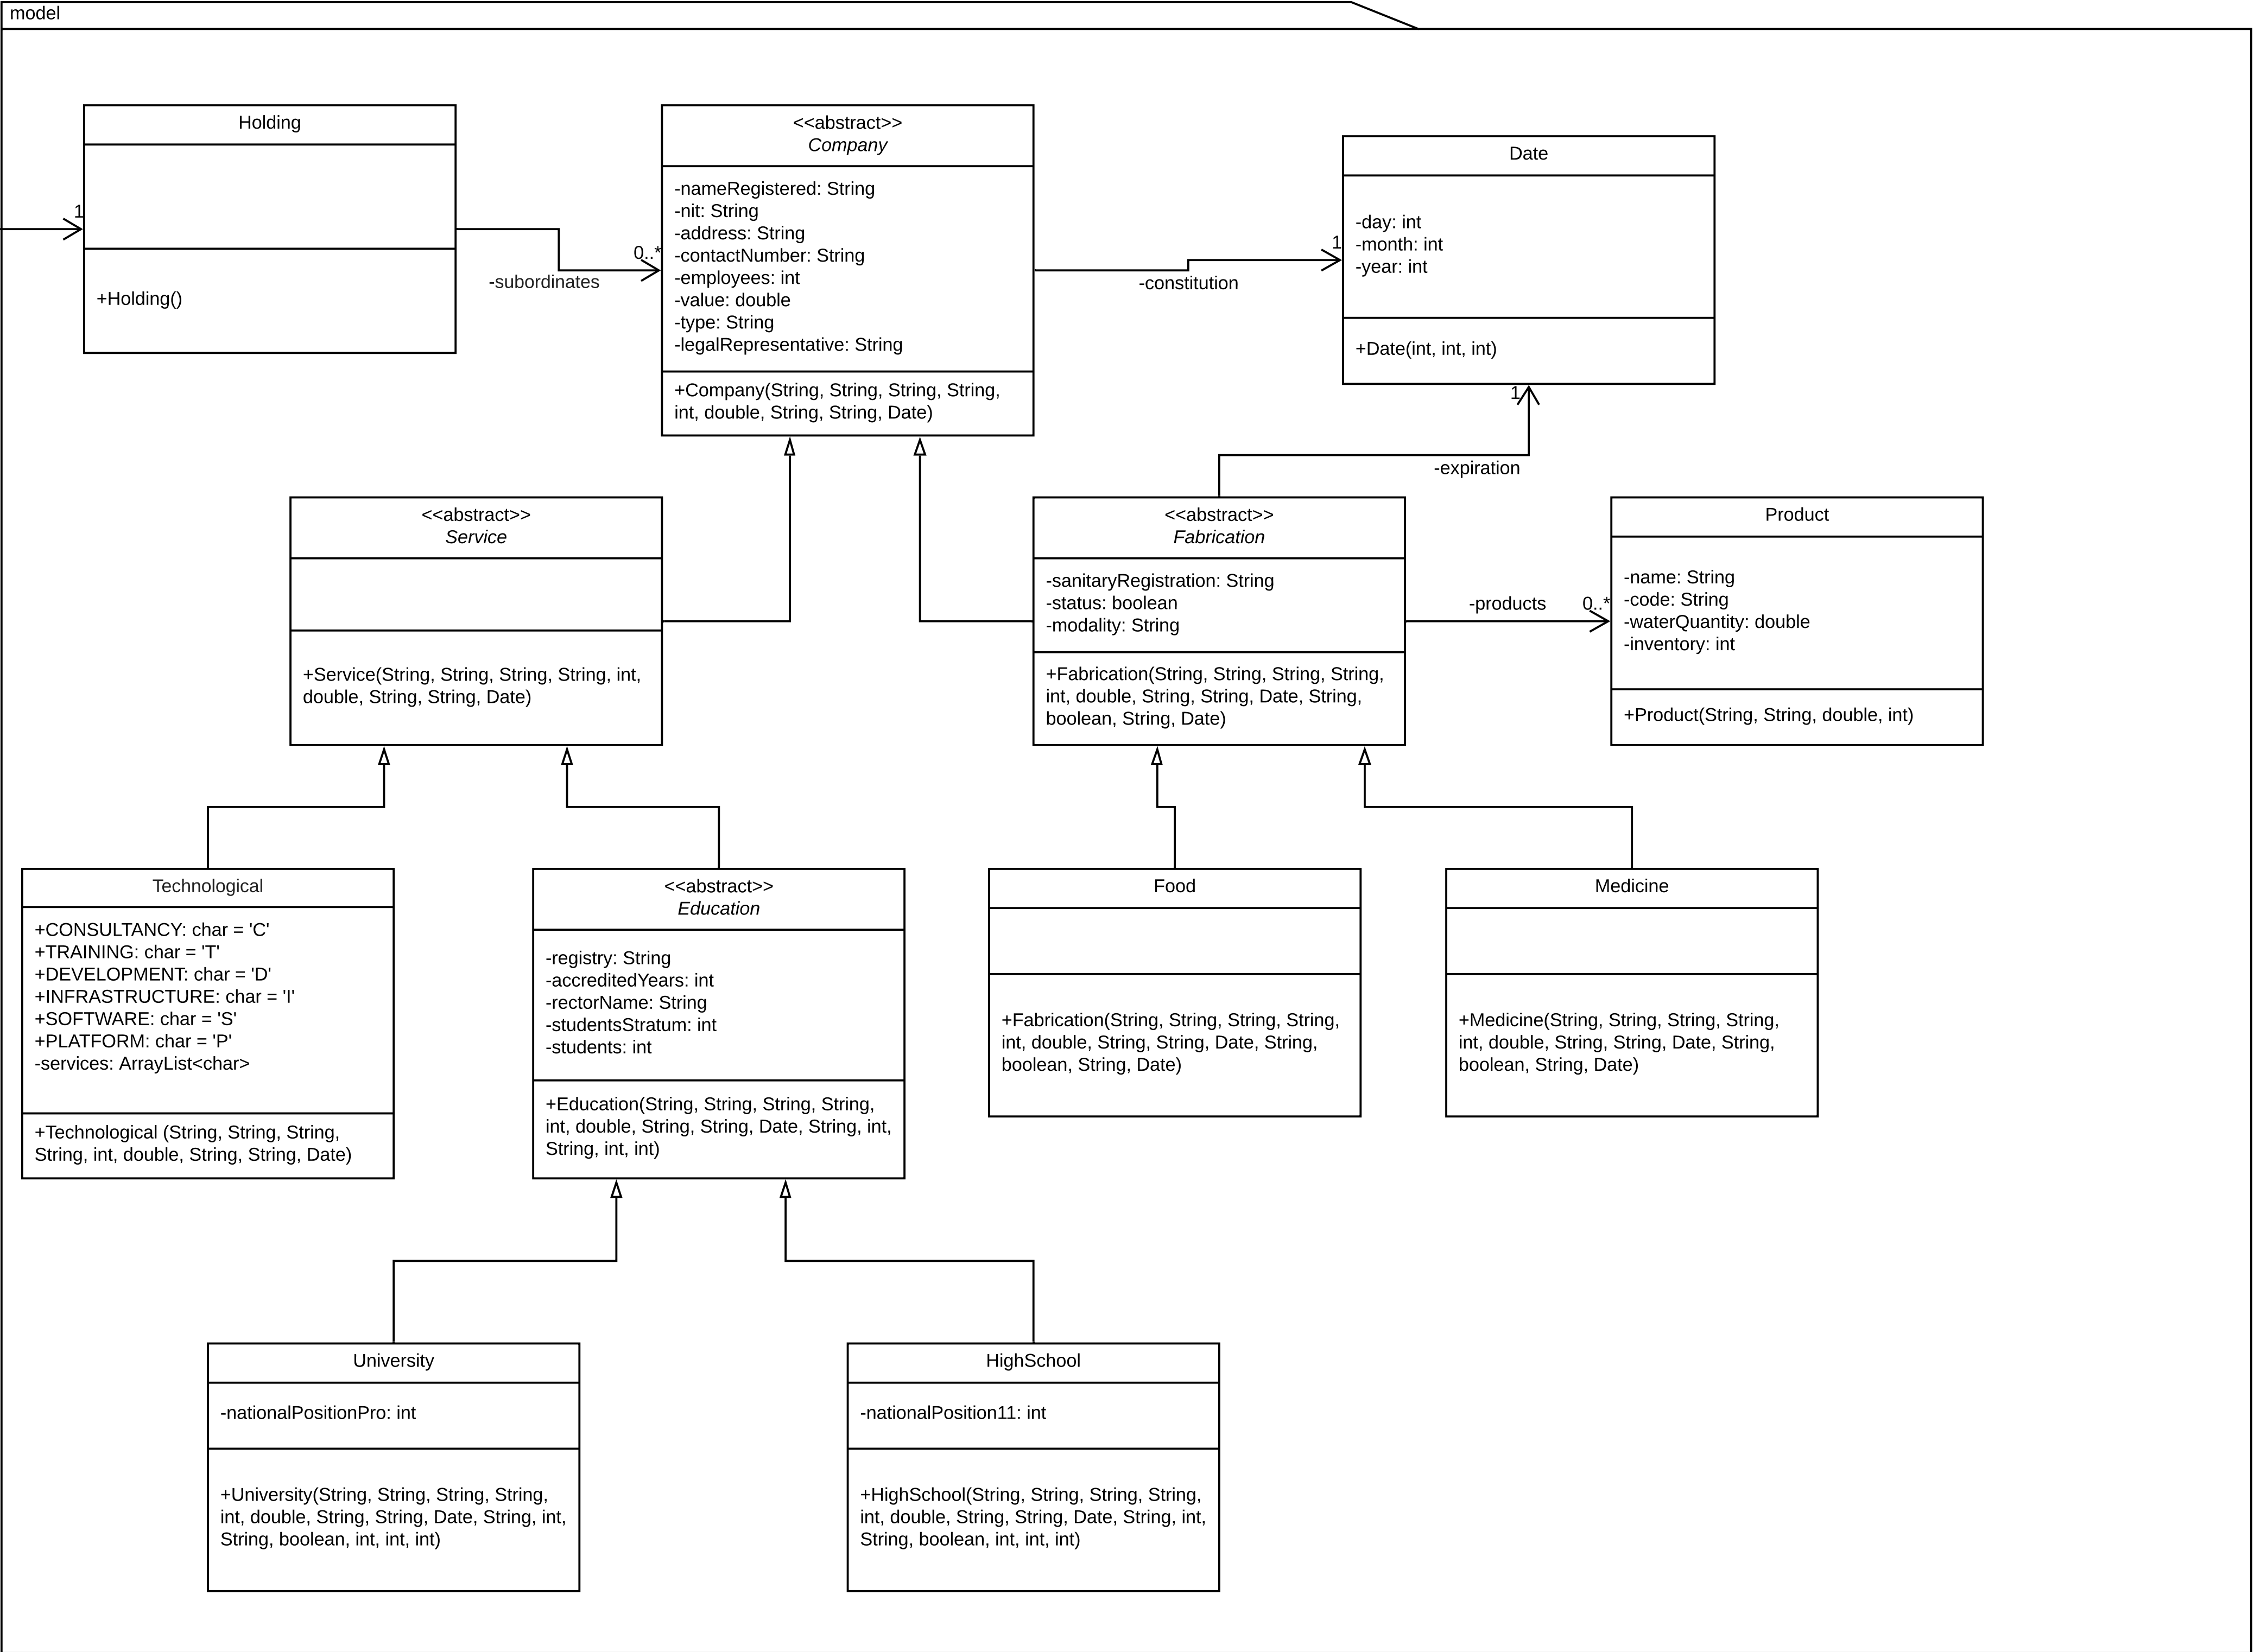 model
Holding
1
+Holding()
-subordinates
0..*
<<abstract>>
Company
-nameRegistered: String
-nit: String
-address: String
-contactNumber: String
-employees: int
-value: double
-type: String
-legalRepresentative: String
+Company(String, String, String, String,
int, double, String, String, Date)
-constitution
1
Date
-day: int
-month: int
-year: int
+Date(int, int, int)
1
-expiration
<<abstract>>
Service
+Service(String, String, String, String, int,
double, String, String, Date)
<<abstract>>
Fabrication
-sanitaryRegistration: String
-status: boolean
-modality: String
+Fabrication(String, String, String, String,
int, double, String, String, Date, String,
boolean, String, Date)
-products
0..*
Product
-name: String
-code: String
-waterQuantity: double
-inventory: int
+Product(String, String, double, int)
Technological
+CONSULTANCY: char = 'C'
+TRAINING: char = 'T'
+DEVELOPMENT: char = 'D'
+INFRASTRUCTURE: char = 'I'
+SOFTWARE: char = 'S'
+PLATFORM: char = 'P'
-services: ArrayList<char>
+Technological (String, String, String,
String, int, double, String, String, Date)
<<abstract>>
Education
-registry: String
-accreditedYears: int
-rectorName: String
-studentsStratum: int
-students: int
+Education(String, String, String, String,
int, double, String, String, Date, String, int,
String, int, int)
Food
+Fabrication(String, String, String, String,
int, double, String, String, Date, String,
boolean, String, Date)
Medicine
+Medicine(String, String, String, String,
int, double, String, String, Date, String,
boolean, String, Date)
University
-nationalPositionPro: int
+University(String, String, String, String,
int, double, String, String, Date, String, int,
String, boolean, int, int, int)
HighSchool
-nationalPosition11: int
+HighSchool(String, String, String, String,
int, double, String, String, Date, String, int,
String, boolean, int, int, int)